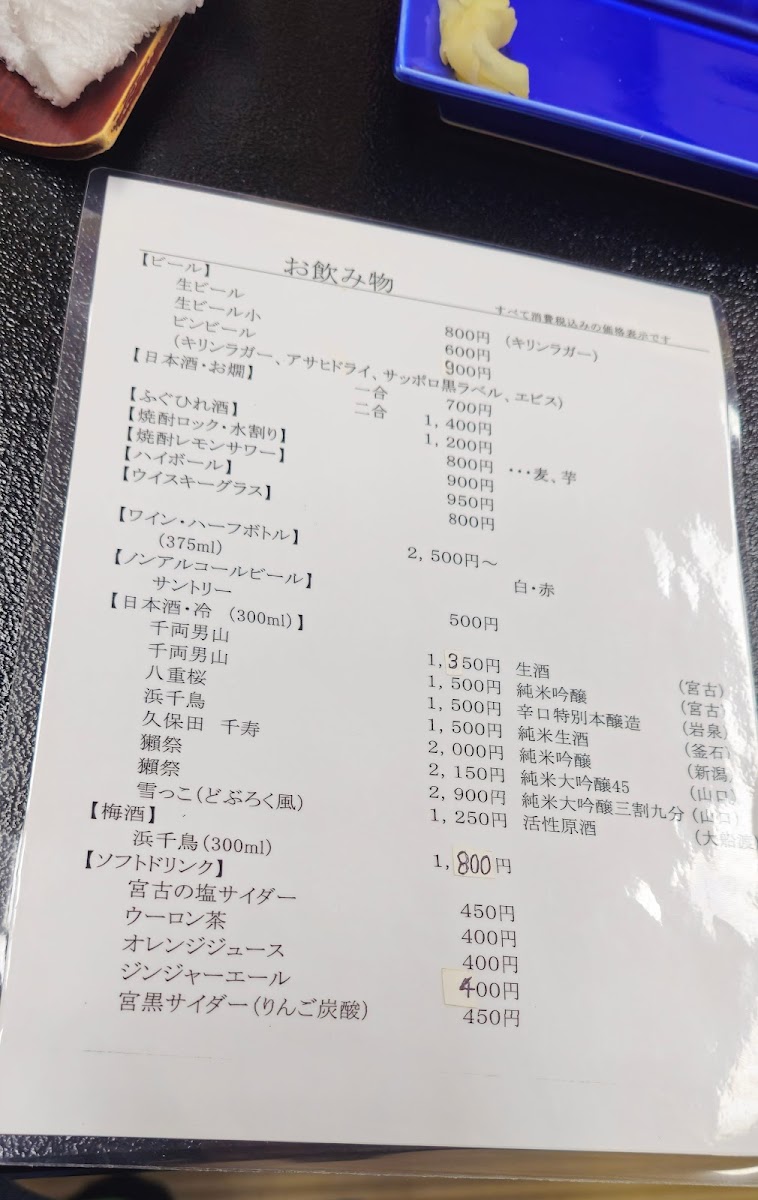 お飲み物
すべて消費税込みの価格表示です
【ビール】
生ビール 800円 (キリンラガー)
生ビール小 600円
ビンビール 900円
(キリンラガー、アサヒドライ、サッポロ黒ラベル、エビス)
【日本酒・お燗】 一合 700円
二合 1,400円
【ふぐひれ酒】 1,200円
【焼酎ロック・水割り】 800円 ・・・麦、芋
【焼酎レモンサワー】 900円
【ハイボール】 950円
【ウイスキーグラス】 800円
【ワイン・ハーフボトル】 2,500円～
(375ml) 白・赤
【ノンアルコールビール】
サントリー 500円
【日本酒・冷 (300ml)】
千両男山 1,350円 生酒 (宮古)
千両男山 1,500円 純米吟醸 (宮古)
八重桜 1,500円 辛口特別本醸造 (岩泉)
浜千鳥 1,500円 純米生酒 (釜石)
久保田 千寿 2,000円 純米吟醸 (新潟)
獺祭 2,150円 純米大吟醸45 (山口)
獺祭 2,900円 純米大吟醸三割九分 (山口)
雪っこ(どぶろく風) 1,250円 活性原酒 (大船渡
【梅酒】
浜千鳥(300ml) 1,800円
【ソフトドリンク】
宮古の塩サイダー 450円
ウーロン茶 400円
オレンジジュース 400円
ジンジャーエール 400円
宮黒サイダー(りんご炭酸) 450円